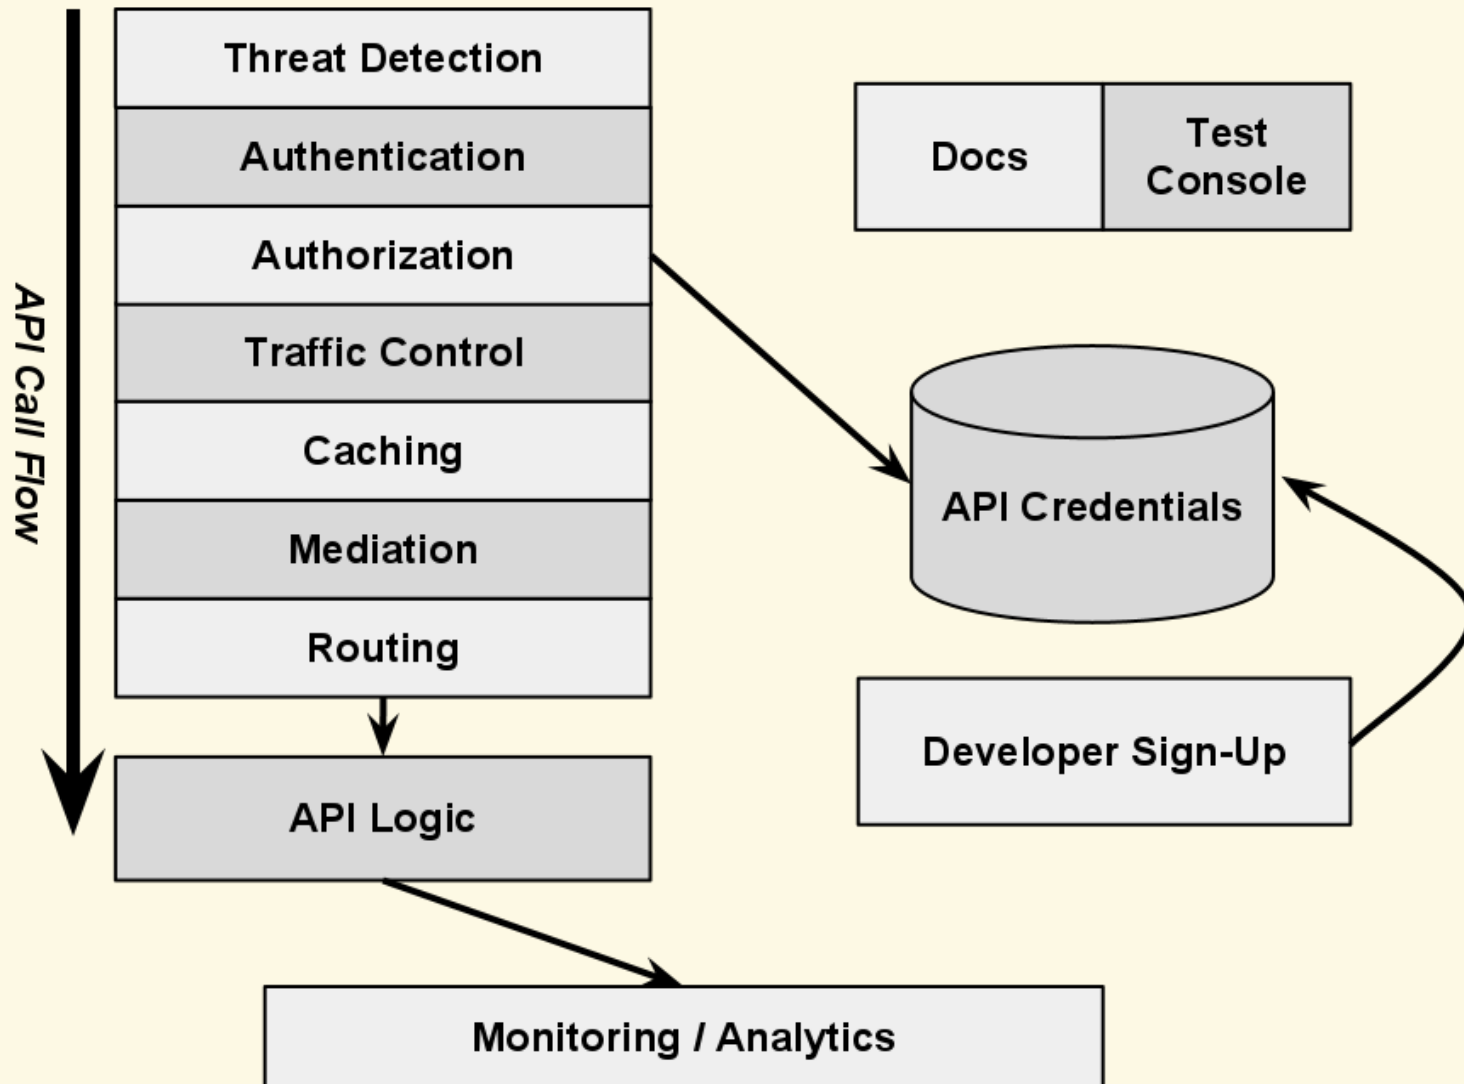 Threat Detection
Authentication
Authorization
Traffic Control
Caching
Mediation
Routing
API Logic
API Call Flow
Docs
Test
Console
API Credentials
Developer Sign-Up
Monitoring / Analytics